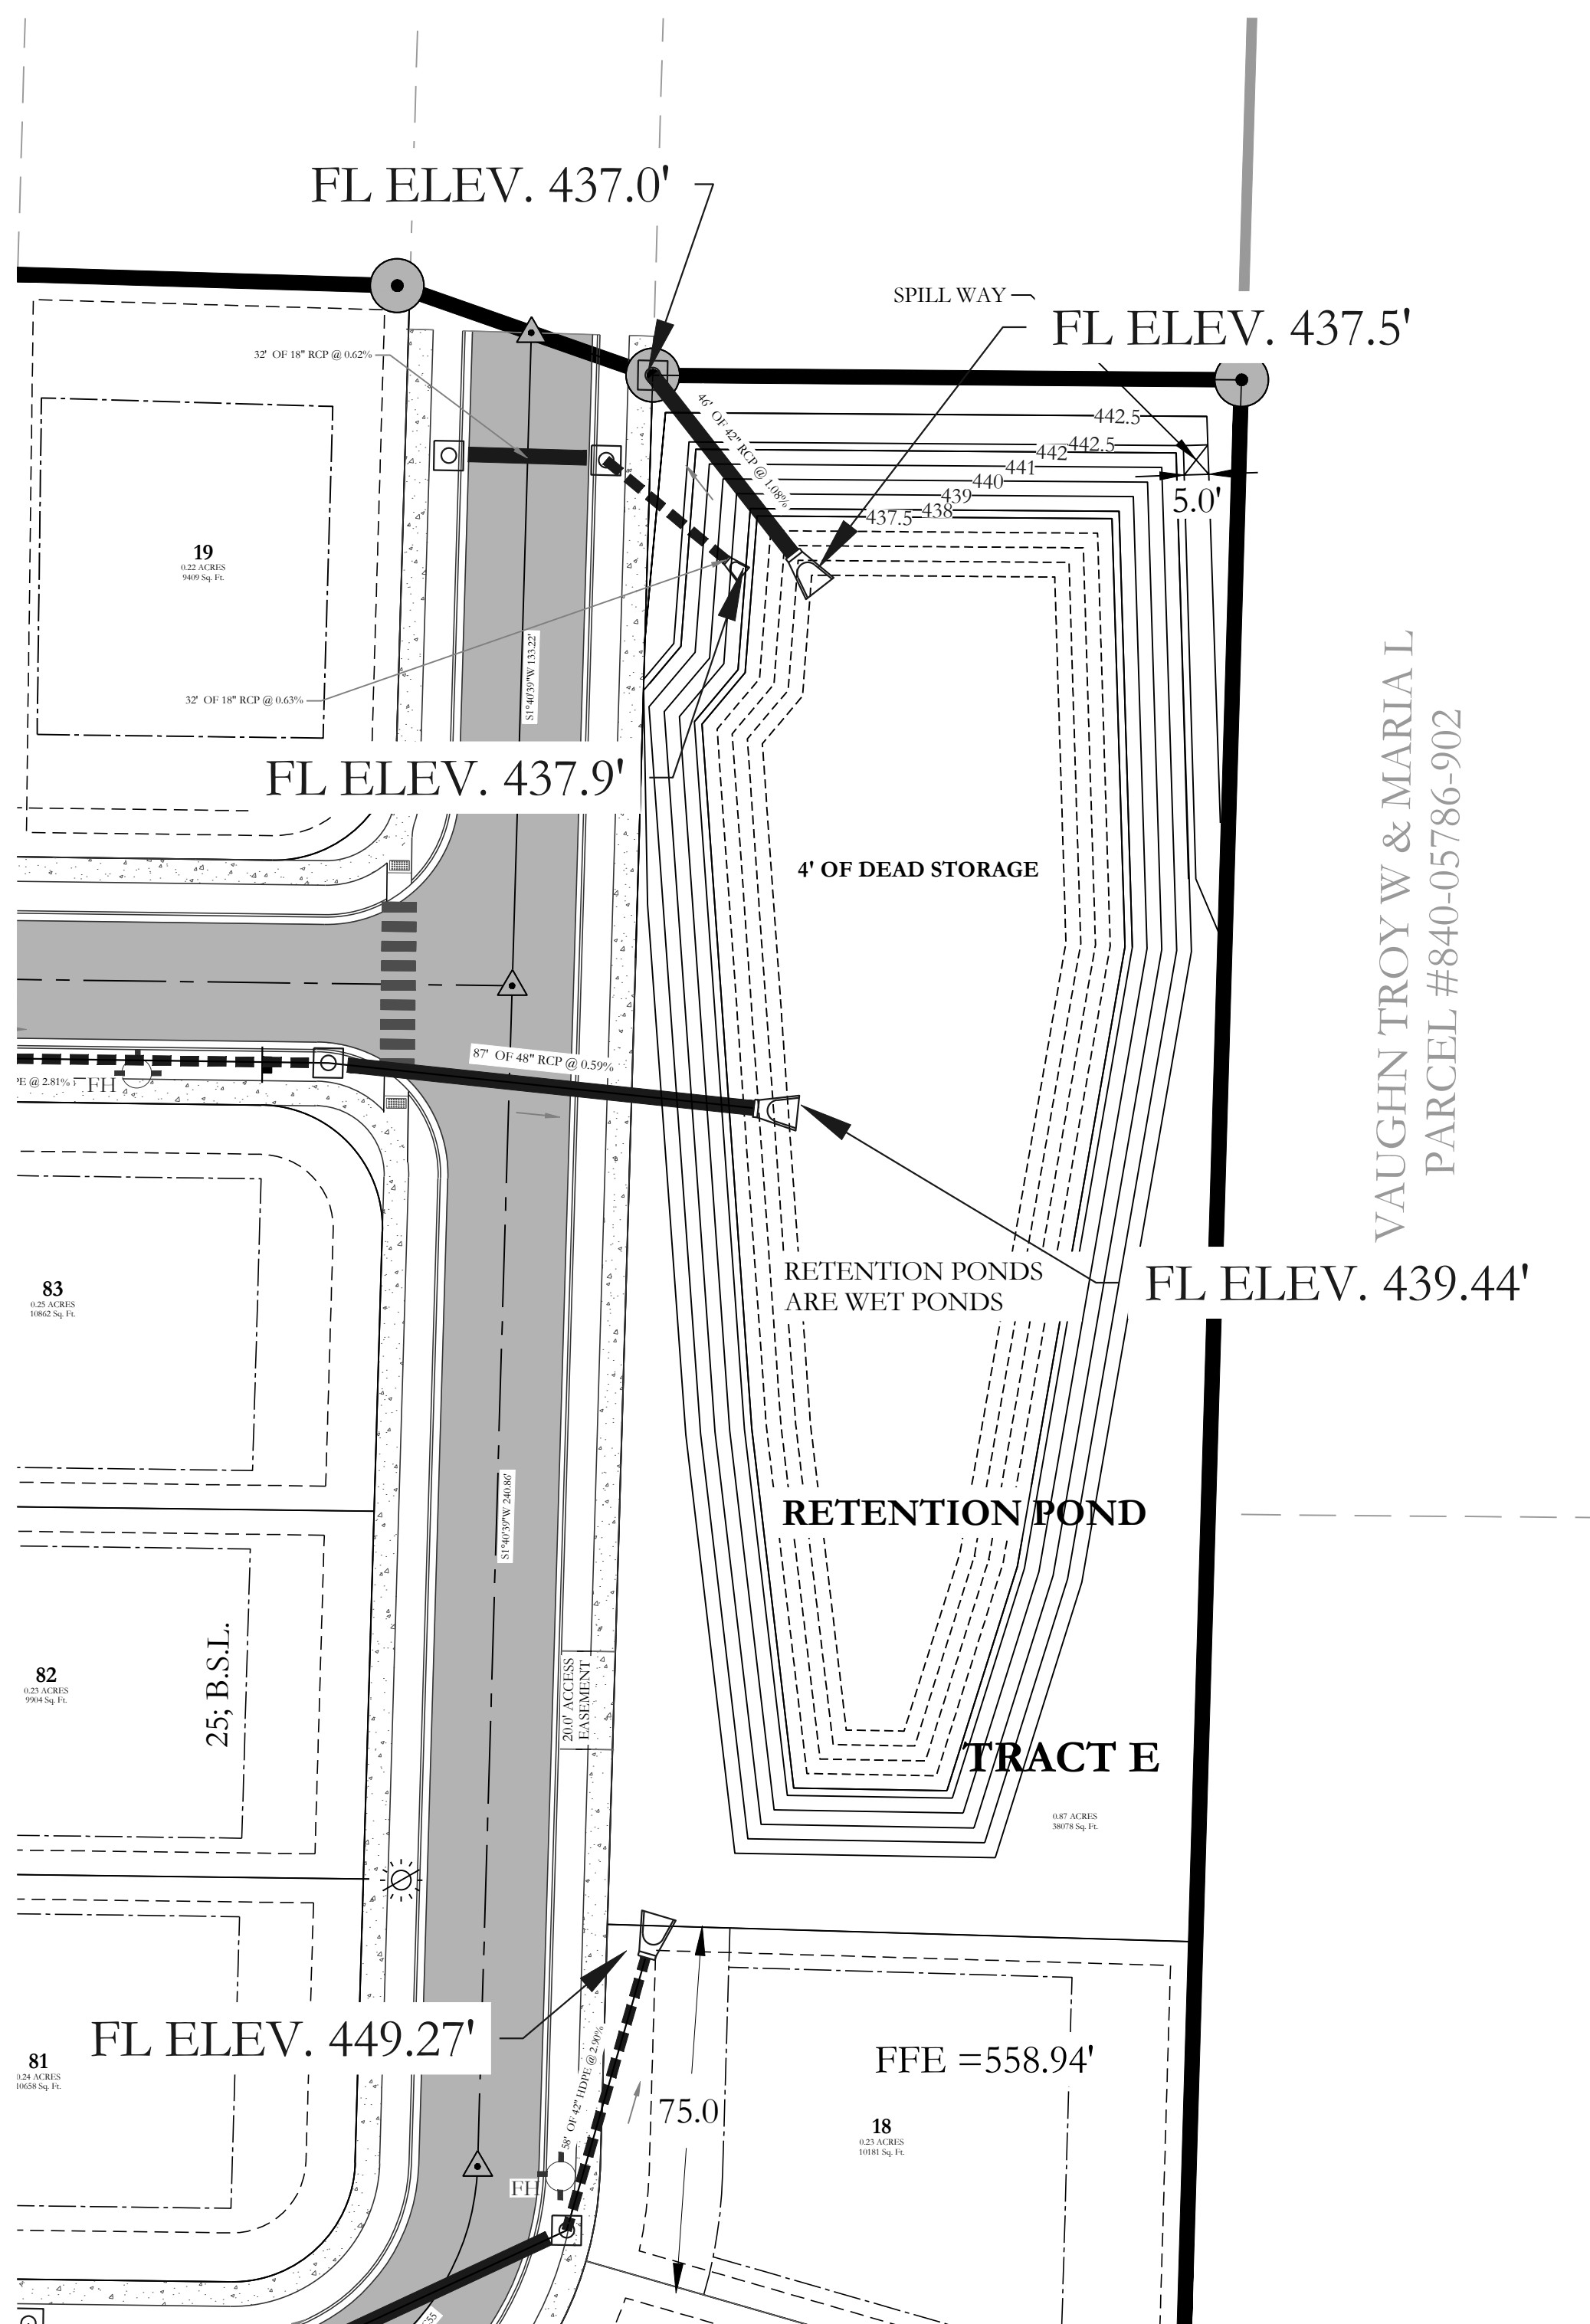 FL ELEV. 437.0'
SPILL WAY
FL ELEV. 437.5'
32' OF 18" RCP @ 0.62%
46' OF 42" RCP @ 1.08%
442.5
442.5
442
441
440
439
438
437.5
5.0'
19
0.22 ACRES
9409 Sq. Ft.
S1°40'39"W 133.22'
32' OF 18" RCP @ 0.63%
FL ELEV. 437.9'
4' OF DEAD STORAGE
VAUGHN TROY W & MARIA L
PARCEL #840-05786-902
87' OF 48" RCP @ 0.59%
PE @ 2.81%
FH
RETENTION PONDS
ARE WET PONDS
FL ELEV. 439.44'
83
0.25 ACRES
10862 Sq. Ft.
S1°40'39"W 240.86'
RETENTION POND
82
0.23 ACRES
9904 Sq. Ft.
25; B.S.L.
20.0' ACCESS
EASEMENT
TRACT E
0.87 ACRES
38078 Sq. Ft.
FL ELEV. 449.27'
58' OF 42" HDPE @ 2.90%
FFE =558.94'
81
0.24 ACRES
10658 Sq. Ft.
75.0
18
0.23 ACRES
10181 Sq. Ft.
FH